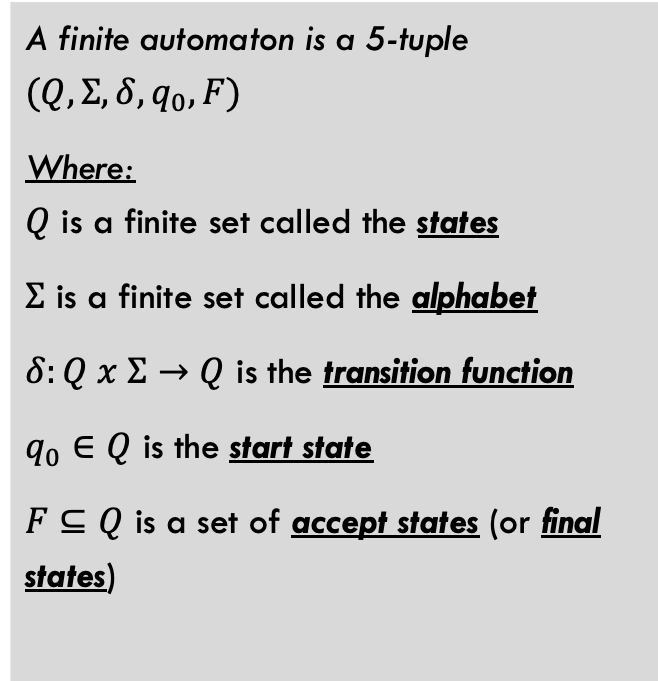 A finite automaton is a 5-tuple
(Q, Σ, δ, q₀, F)
Where:
Q is a finite set called the states
Σ is a finite set called the alphabet
δ: Q x Σ → Q is the transition function
q₀ ∈ Q is the start state
F ⊆ Q is a set of accept states (or final
states)